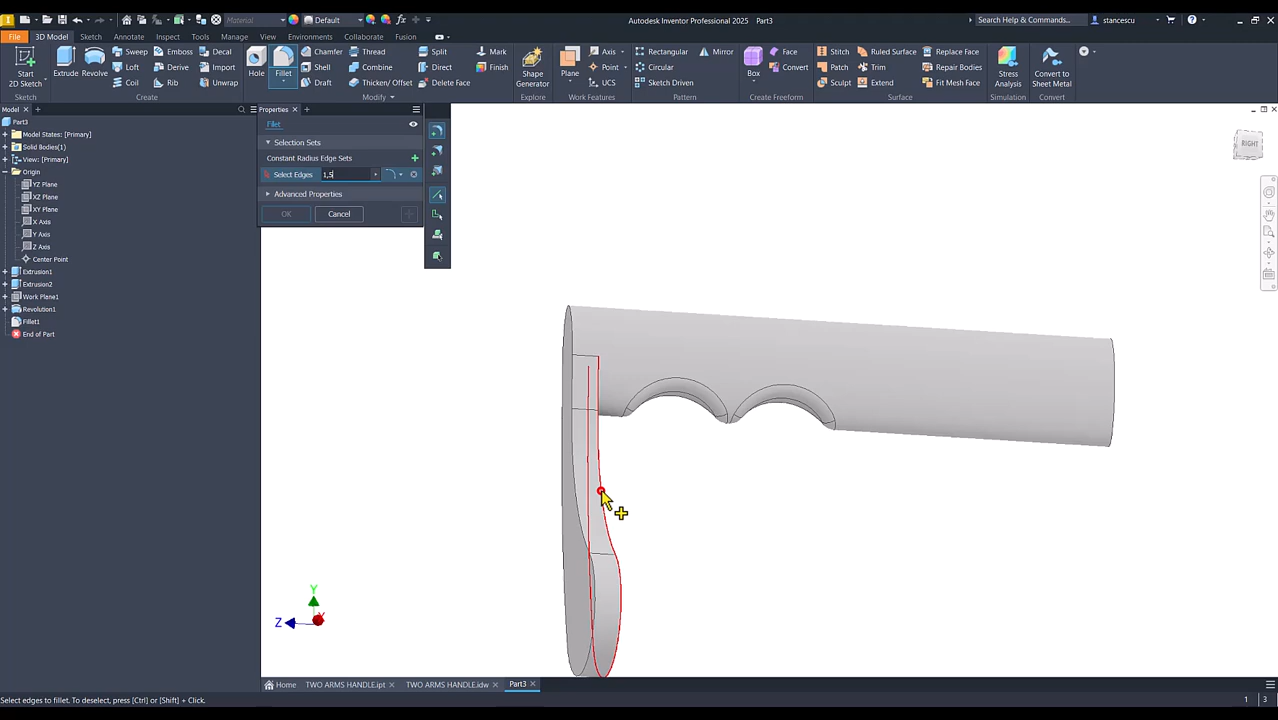 Material Default Autodesk Inventor Professional 2025 Part3 Search Help & Commands... stancescu
File 3D Model Sketch Annotate Inspect Tools Manage View Environments Collaborate Fusion
Start 2D Sketch Extrude Revolve Sweep Emboss Decal Hole Fillet Chamfer Thread Split Mark Shape Generator Plane Axis Rectangular Mirror Box Face Stitch Ruled Surface Replace Face Stress Analysis Convert to Sheet Metal
Loft Derive Import Shell Combine Direct Finish Point Circular Convert Patch Trim Repair Bodies
Coil Rib Unwrap Draft Thicken/ Offset Delete Face UCS Sketch Driven Sculpt Extend Fit Mesh Face
Sketch Create Modify Explore Work Features Pattern Create Freeform Surface Simulation Convert
Model
Part3
Model States: [Primary]
Solid Bodies(1)
View: [Primary]
Origin
YZ Plane
XZ Plane
XY Plane
X Axis
Y Axis
Z Axis
Center Point
Extrusion1
Extrusion2
Work Plane1
Revolution1
Fillet1
End of Part
Properties
Fillet
Selection Sets
Constant Radius Edge Sets
Select Edges 1,5
Advanced Properties
OK Cancel
RIGHT
Y
Z X
Home TWO ARMS HANDLE.ipt TWO ARMS HANDLE.idw Part3
Select edges to fillet. To deselect, press [Ctrl] or [Shift] + Click. 1 3